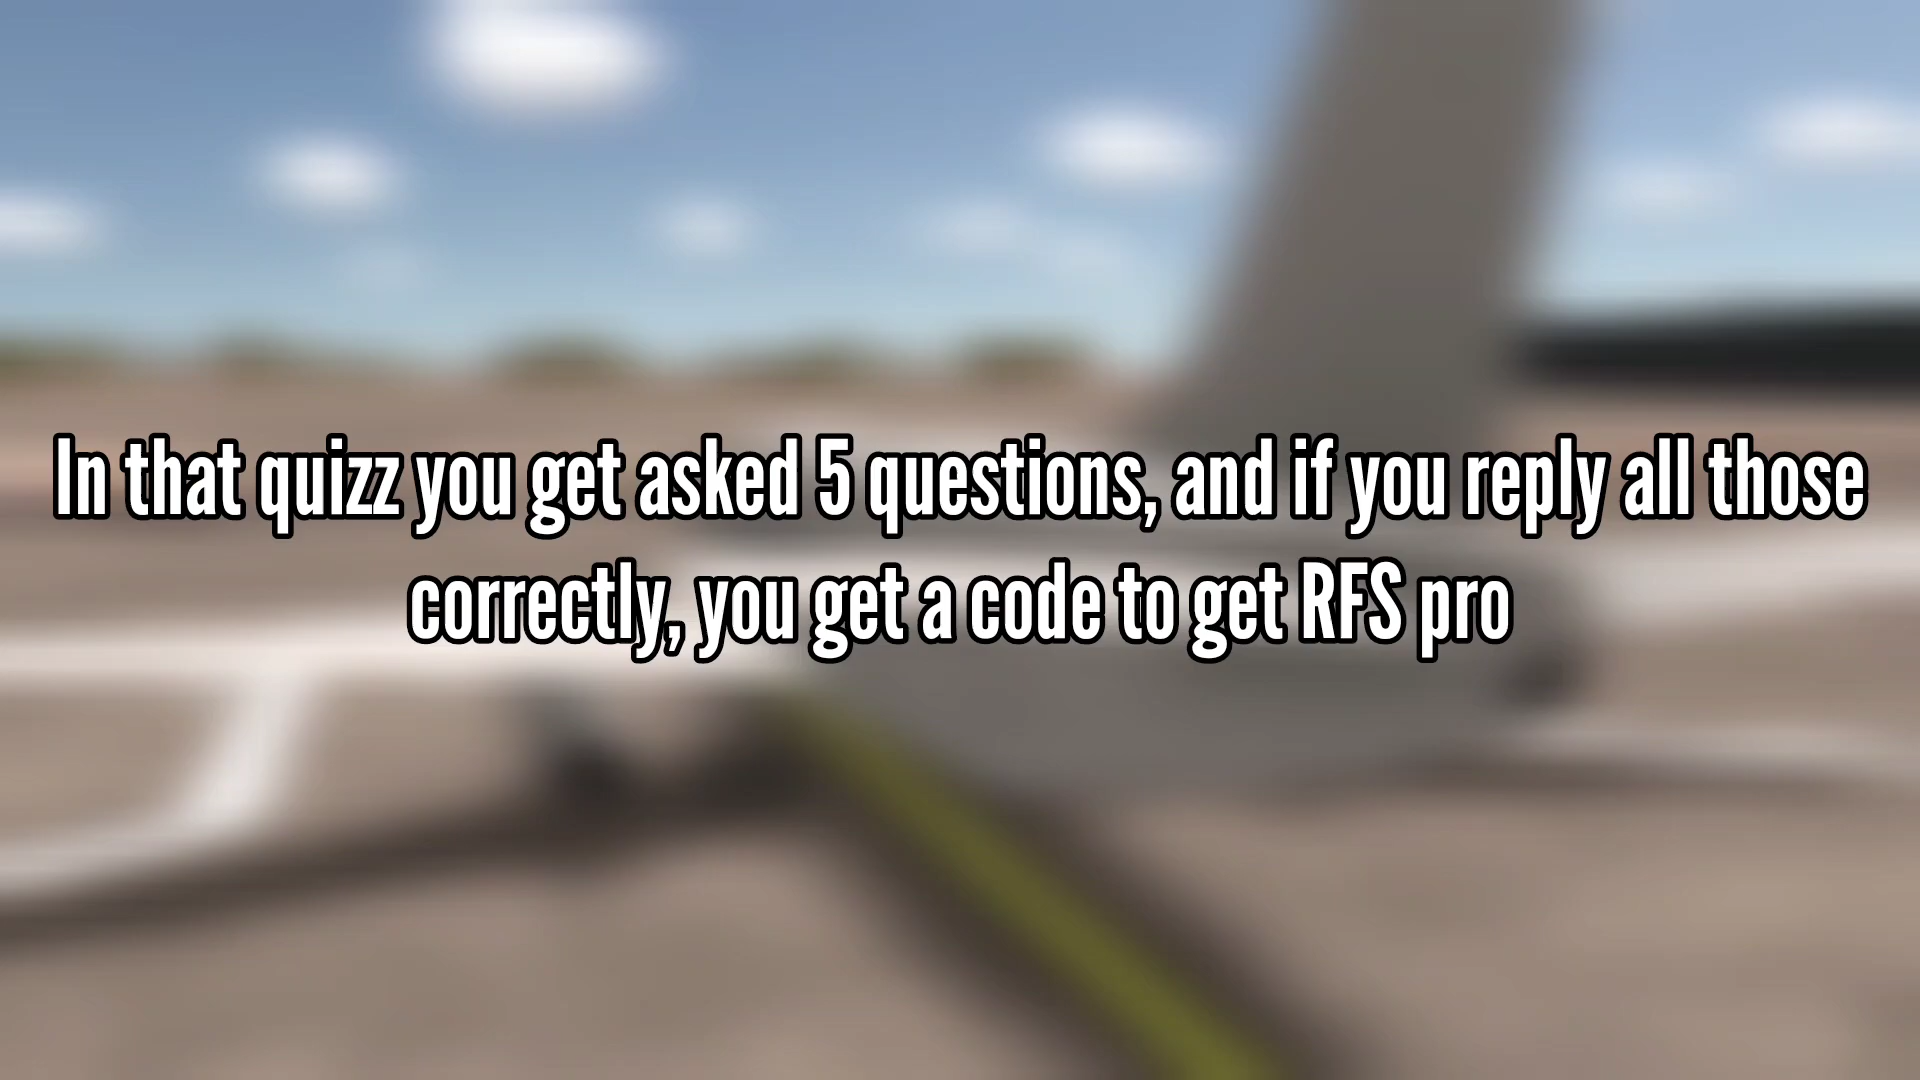 In that quizz you get asked 5 questions, and if you reply all those
correctly, you get a code to get RFS pro